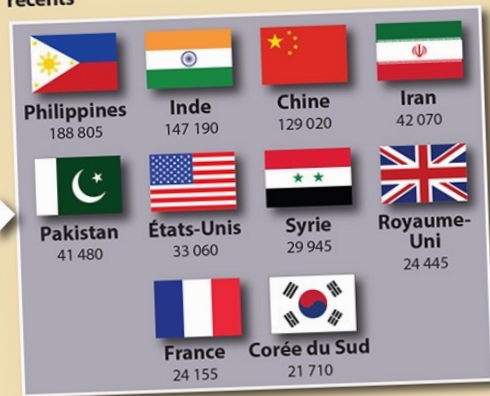 récents
Philippines
188 805
Inde
147 190
Chine
129 020
Iran
42 070
Pakistan
41 480
États-Unis
33 060
Syrie
29 945
Royaume-
Uni
24 445
France
24 155
Corée du Sud
21 710